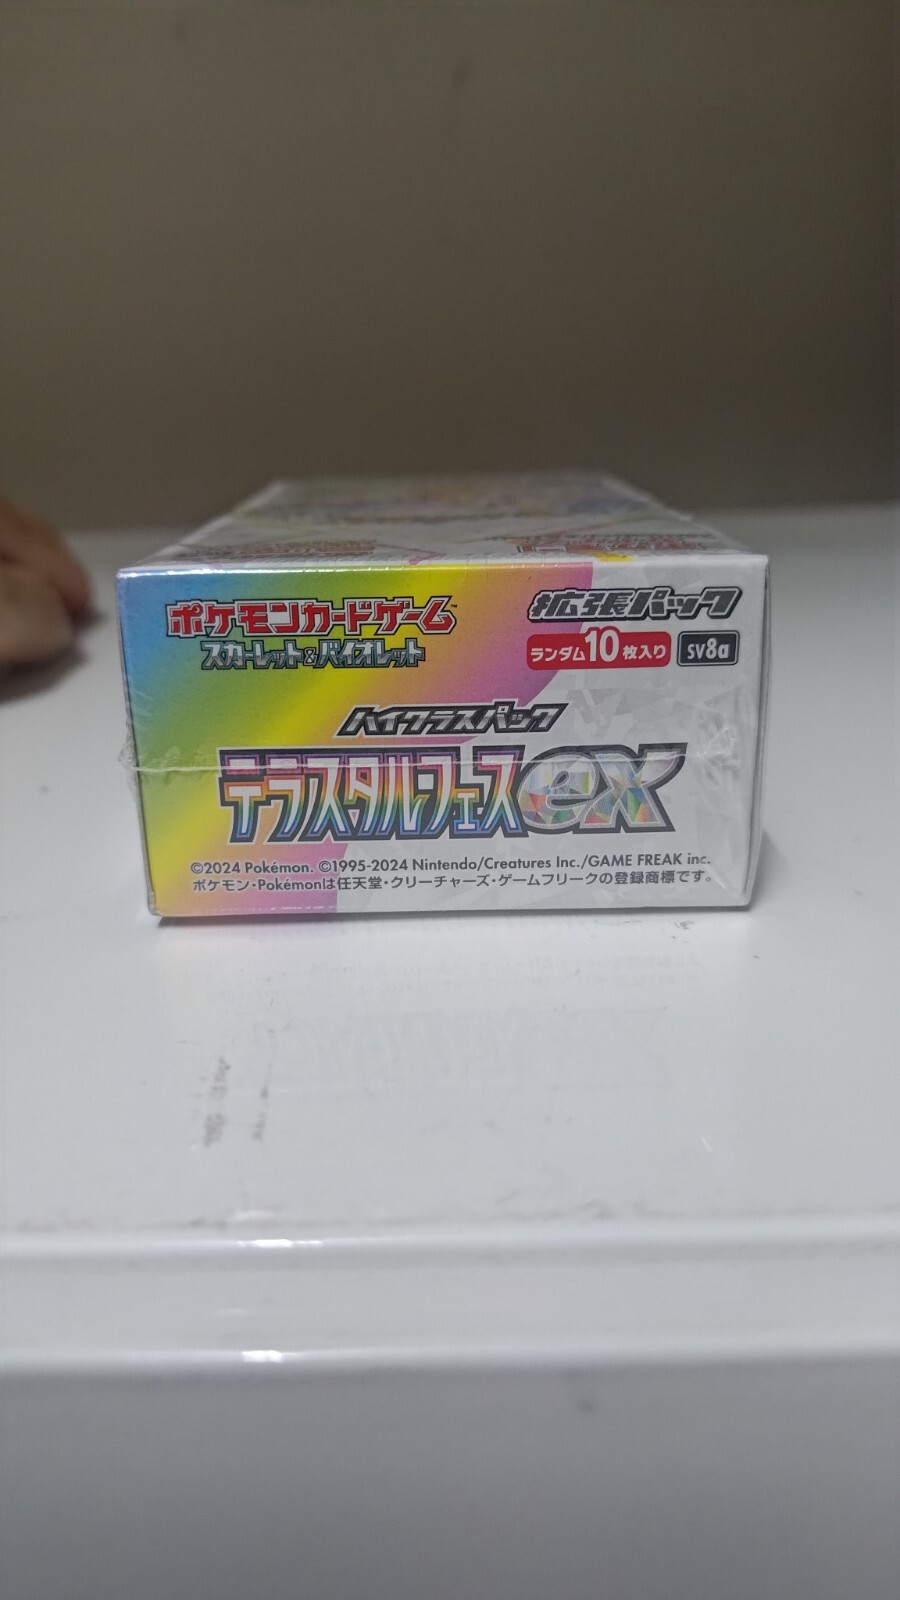 ポケモンカードゲーム™
スカーレット&バイオレット
拡張パック
ランダム10枚入り
SV8a
ハイクラスパック
テラスタルフェスex
©2024 Pokémon. ©1995-2024 Nintendo/Creatures Inc./GAME FREAK inc.
ポケモン・Pokémonは任天堂・クリーチャーズ・ゲームフリークの登録商標です。